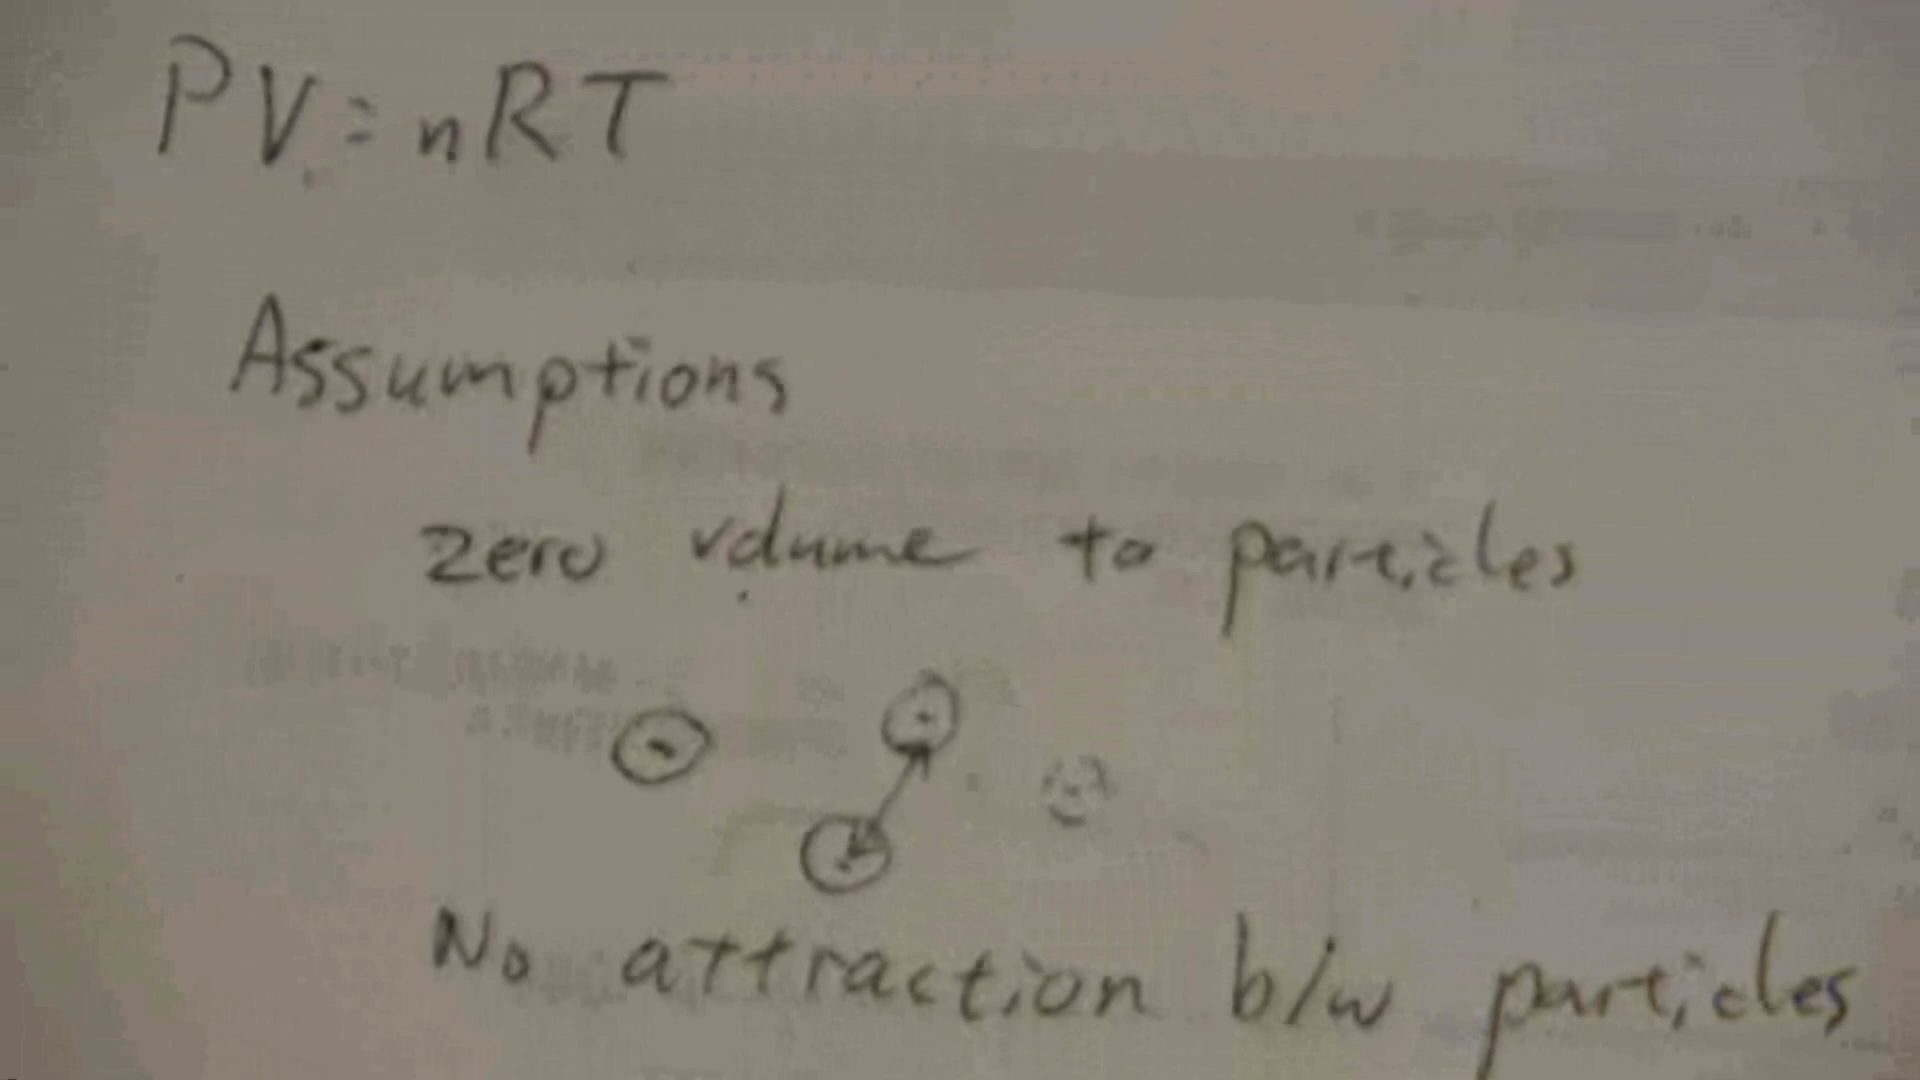 PV = nRT
Assumptions
zero volume to particles
No attraction b/w particles